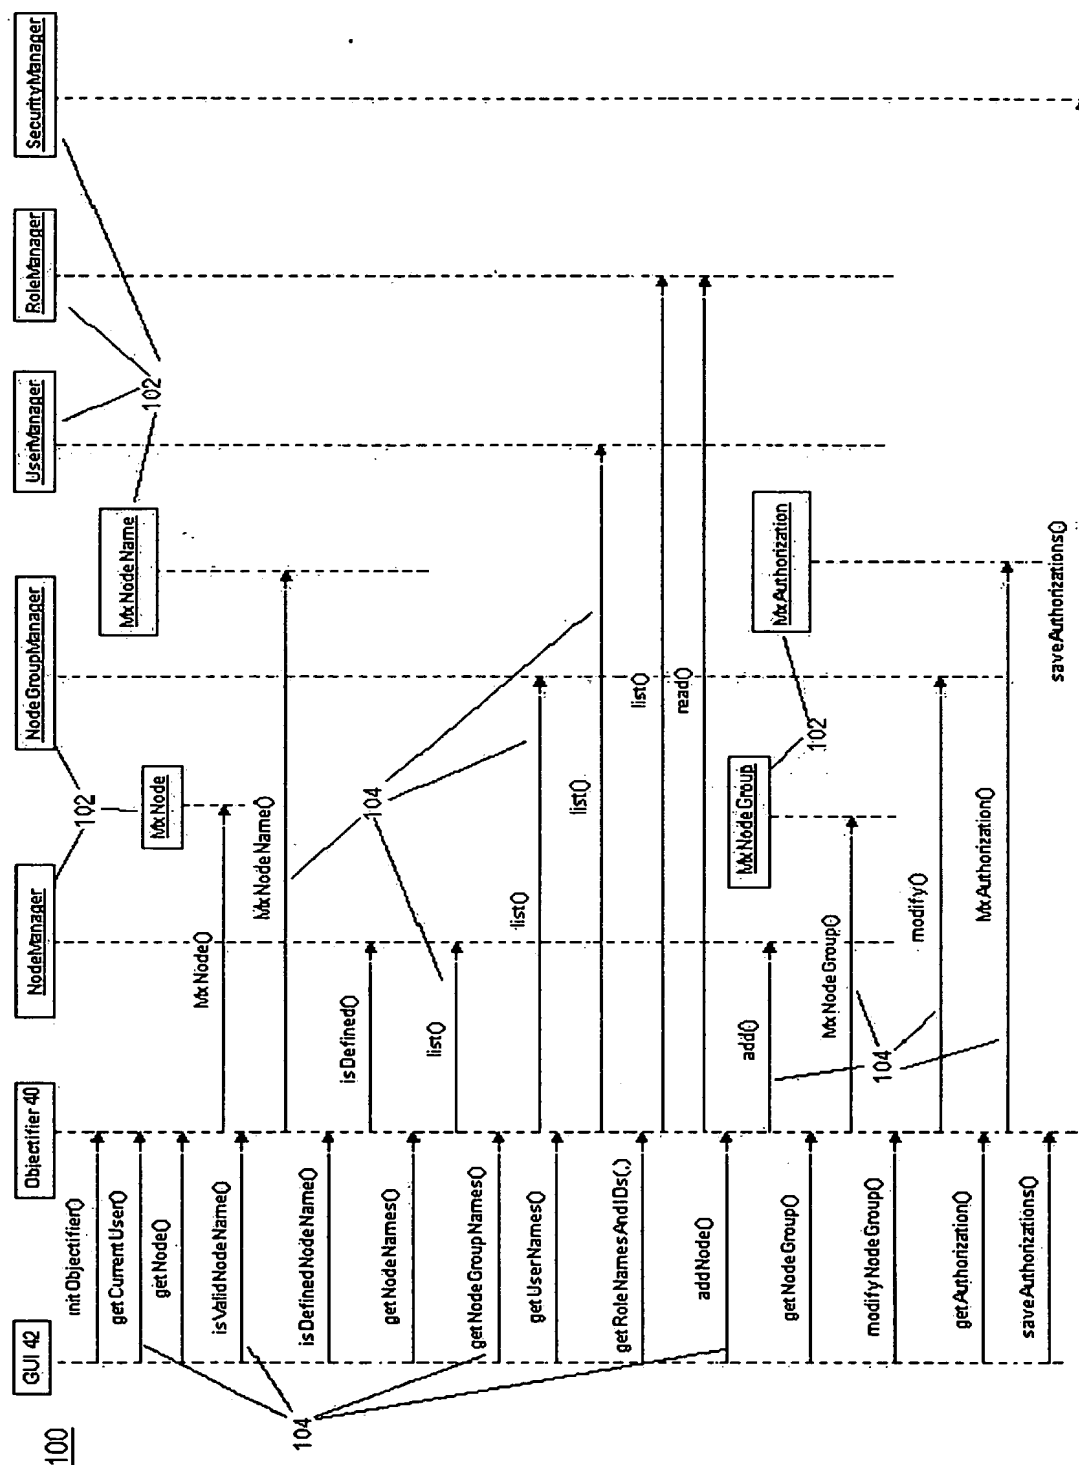 100
GUI 42
Objectifier 40
NodeManager
NodeGroupManager
UserManager
RoleManager
SecurityManager
102
MxNode
MxNodeName
102
initObjectifier()
getCurrentUser()
getNode()
MxNode()
isValidNodeName()
MxNodeName()
104
isDefinedNodeName()
isDefined()
104
getNodeNames()
list()
getNodeGroupNames()
list()
getUserNames()
list()
getRoleNamesAndIDs(,)
list()
read()
addNode()
add()
MxNodeGroup
102
MxAuthorization
getNodeGroup()
MxNodeGroup()
104
modifyNodeGroup()
modify()
getAuthorization()
MxAuthorization()
saveAuthorizations()
saveAuthorizations()